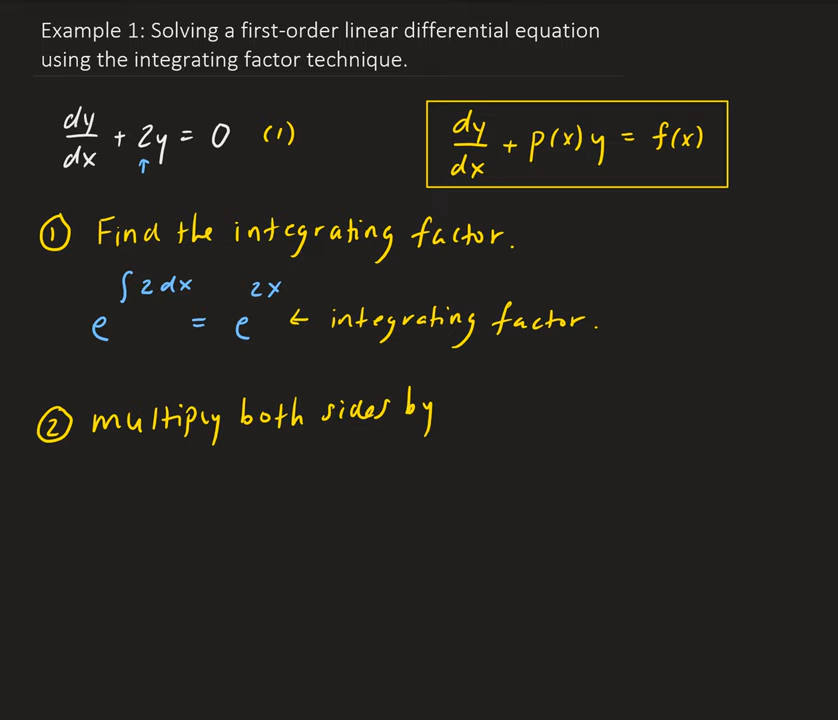 Example 1: Solving a first-order linear differential equation
using the integrating factor technique.
dy/dx + 2y = 0 (1)
↑
dy/dx + p(x) y = f(x)
① Find the integrating factor.
e^{∫2dx} = e^{2x} ← integrating factor.
② multiply both sides by